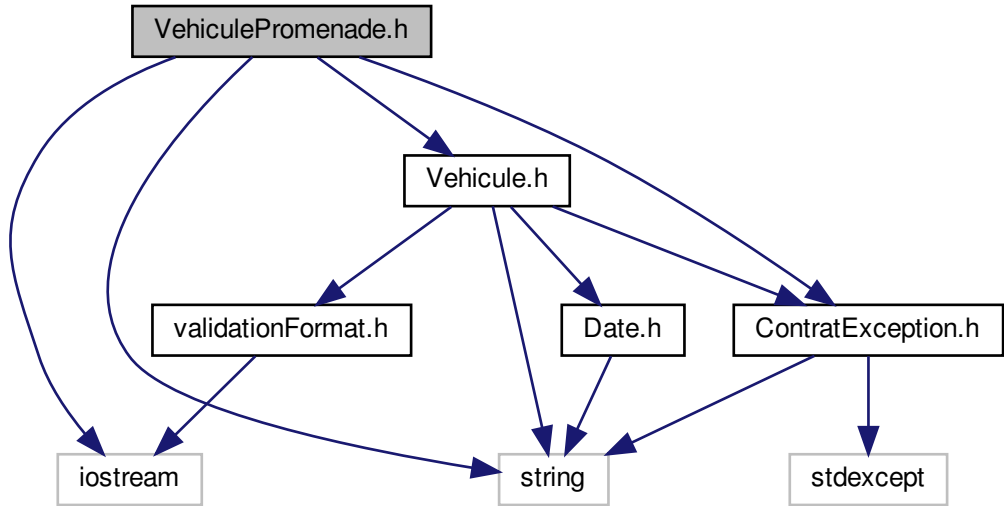 VehiculePromenade.h
Vehicule.h
validationFormat.h
Date.h
ContratException.h
iostream
string
stdexcept